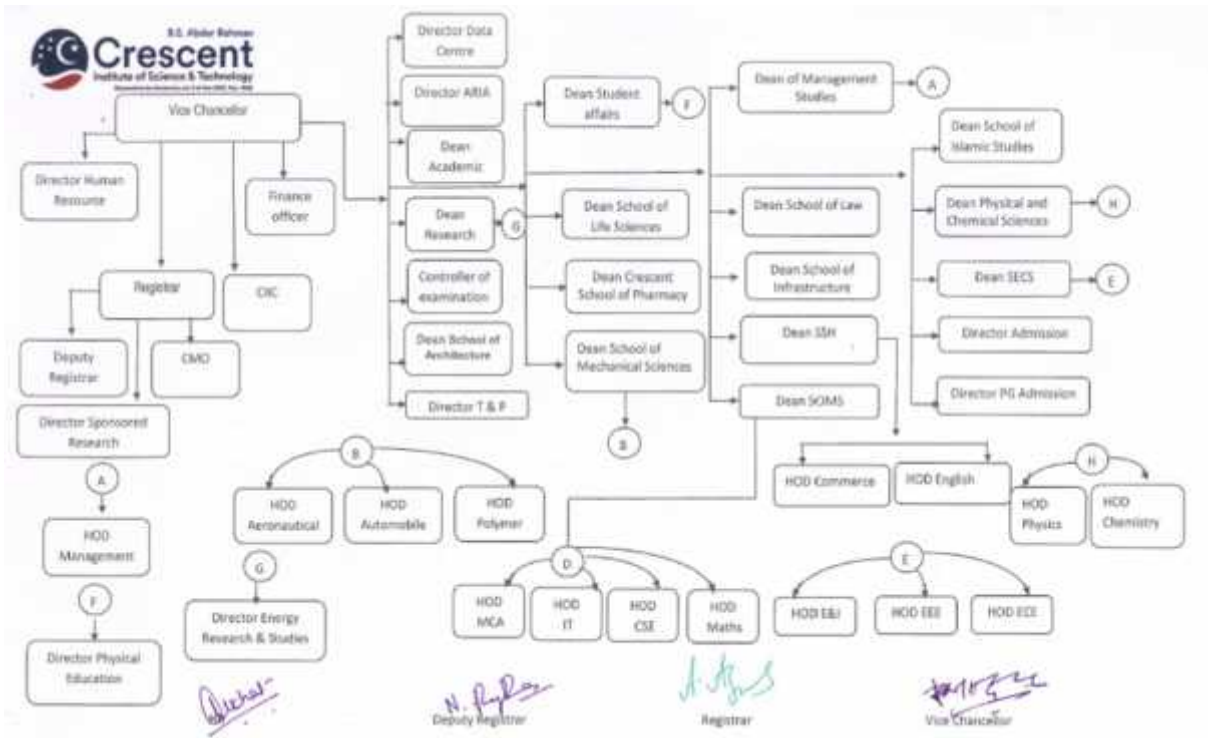 B.S. Abdur Rahman
Crescent
Institute of Science & Technology
Vice Chancellor
Director Human
Recourse
Finance
officer
Registrar
CIIC
Deputy
Registrar
CMO
Director Sponsored
Research
A
HOD
Management
F
Director Physical
Education
Director Data
Centre
Director ARIA
Dean
Academic
Dean
Research
G
Controller of
examination
Dean School of
Architecture
Director T & P
Dean Student
affairs
F
Dean School of
Life Sciences
Dean Crescent
School of Pharmacy
Dean School of
Mechanical Sciences
B
Dean of Management
Studies
A
Dean School of Law
Dean School of
Infrastructure
Dean SSH
Dean SOMS
Dean School of
Islamic Studies
Dean Physical and
Chemical Sciences
H
Dean SECS
E
Director Admission
Director PG Admission
B
HOD
Aeronautical
HOD
Automobile
HOD
Polymer
G
Director Energy
Research & Studies
HOD Commerce
HOD English
H
HOD
Physics
HOD
Chemistry
D
HOD
MCA
HOD
IT
HOD
CSE
HOD
Maths
E
HOD E&I
HOD EEE
HOD ECE
Deputy Registrar
Registrar
Vice Chancellor